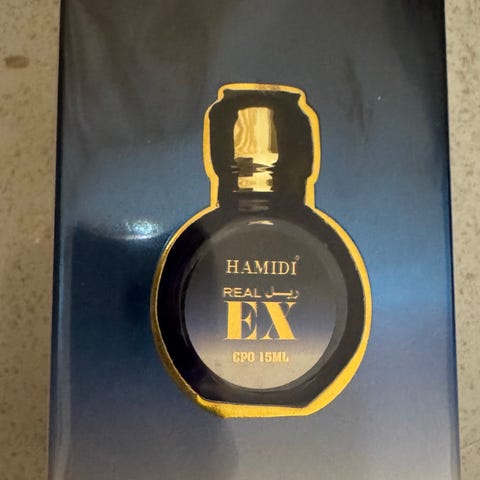 HAMIDI®
REAL ريل
EX
CPO 15ML